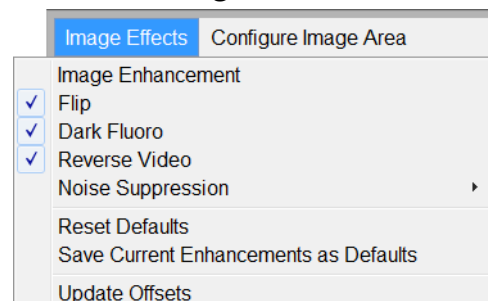 Image Effects Configure Image Area
Image Enhancement
Flip
Dark Fluoro
Reverse Video
Noise Suppression
Reset Defaults
Save Current Enhancements as Defaults
Update Offsets